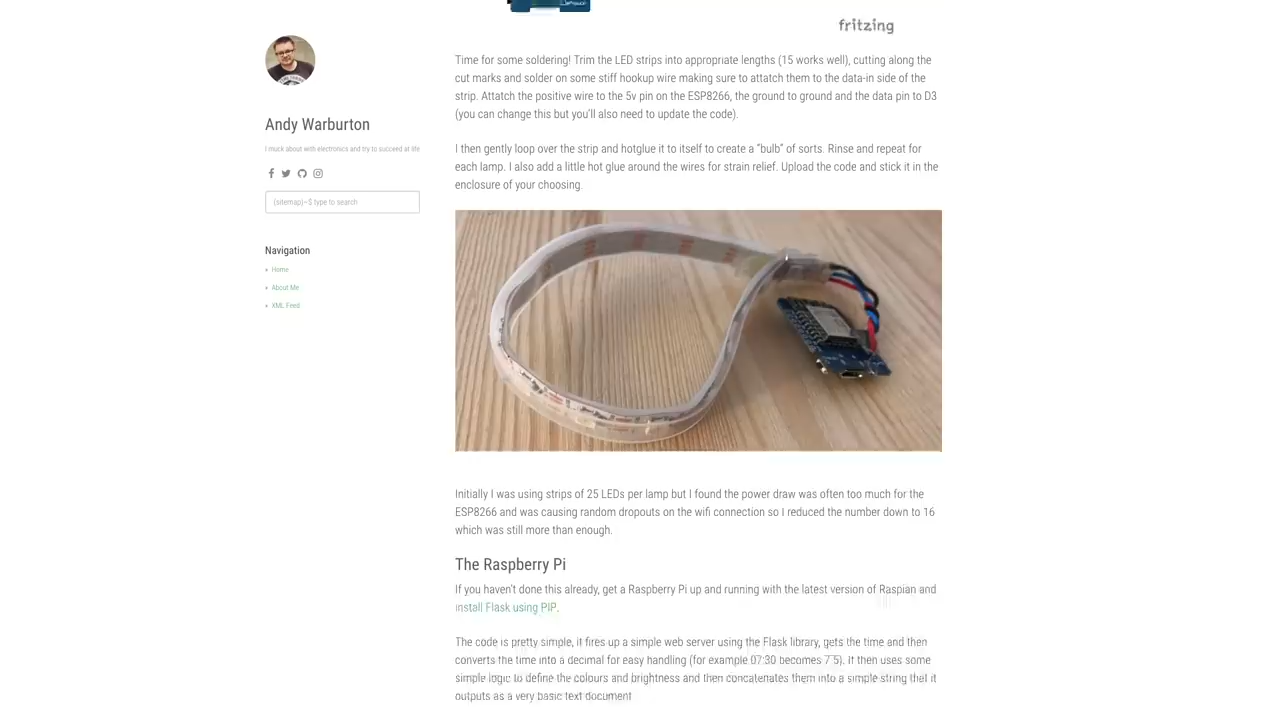 fritzing
Time for some soldering! Trim the LED strips into appropriate lengths (15 works well), cutting along the
cut marks and solder on some stiff hookup wire making sure to attatch them to the data-in side of the
strip. Attatch the positive wire to the 5v pin on the ESP8266, the ground to ground and the data pin to D3
(you can change this but you'll also need to update the code).
Andy Warburton
I muck about with electronics and try to succeed at life
(sitemap)~$ type to search
Navigation
Home
About Me
XML Feed
I then gently loop over the strip and hotglue it to itself to create a "bulb" of sorts. Rinse and repeat for
each lamp. I also add a little hot glue around the wires for strain relief. Upload the code and stick it in the
enclosure of your choosing.
Initially I was using strips of 25 LEDs per lamp but I found the power draw was often too much for the
ESP8266 and was causing random dropouts on the wifi connection so I reduced the number down to 16
which was still more than enough.
The Raspberry Pi
If you haven't done this already, get a Raspberry Pi up and running with the latest version of Raspian and
install Flask using PIP.
The code is pretty simple, it fires up a simple web server using the Flask library, gets the time and then
converts the time into a decimal for easy handling (for example 07:30 becomes 7.5). It then uses some
simple logic to define the colours and brightness and then concatenates them into a simple string that it
outputs as a very basic text document